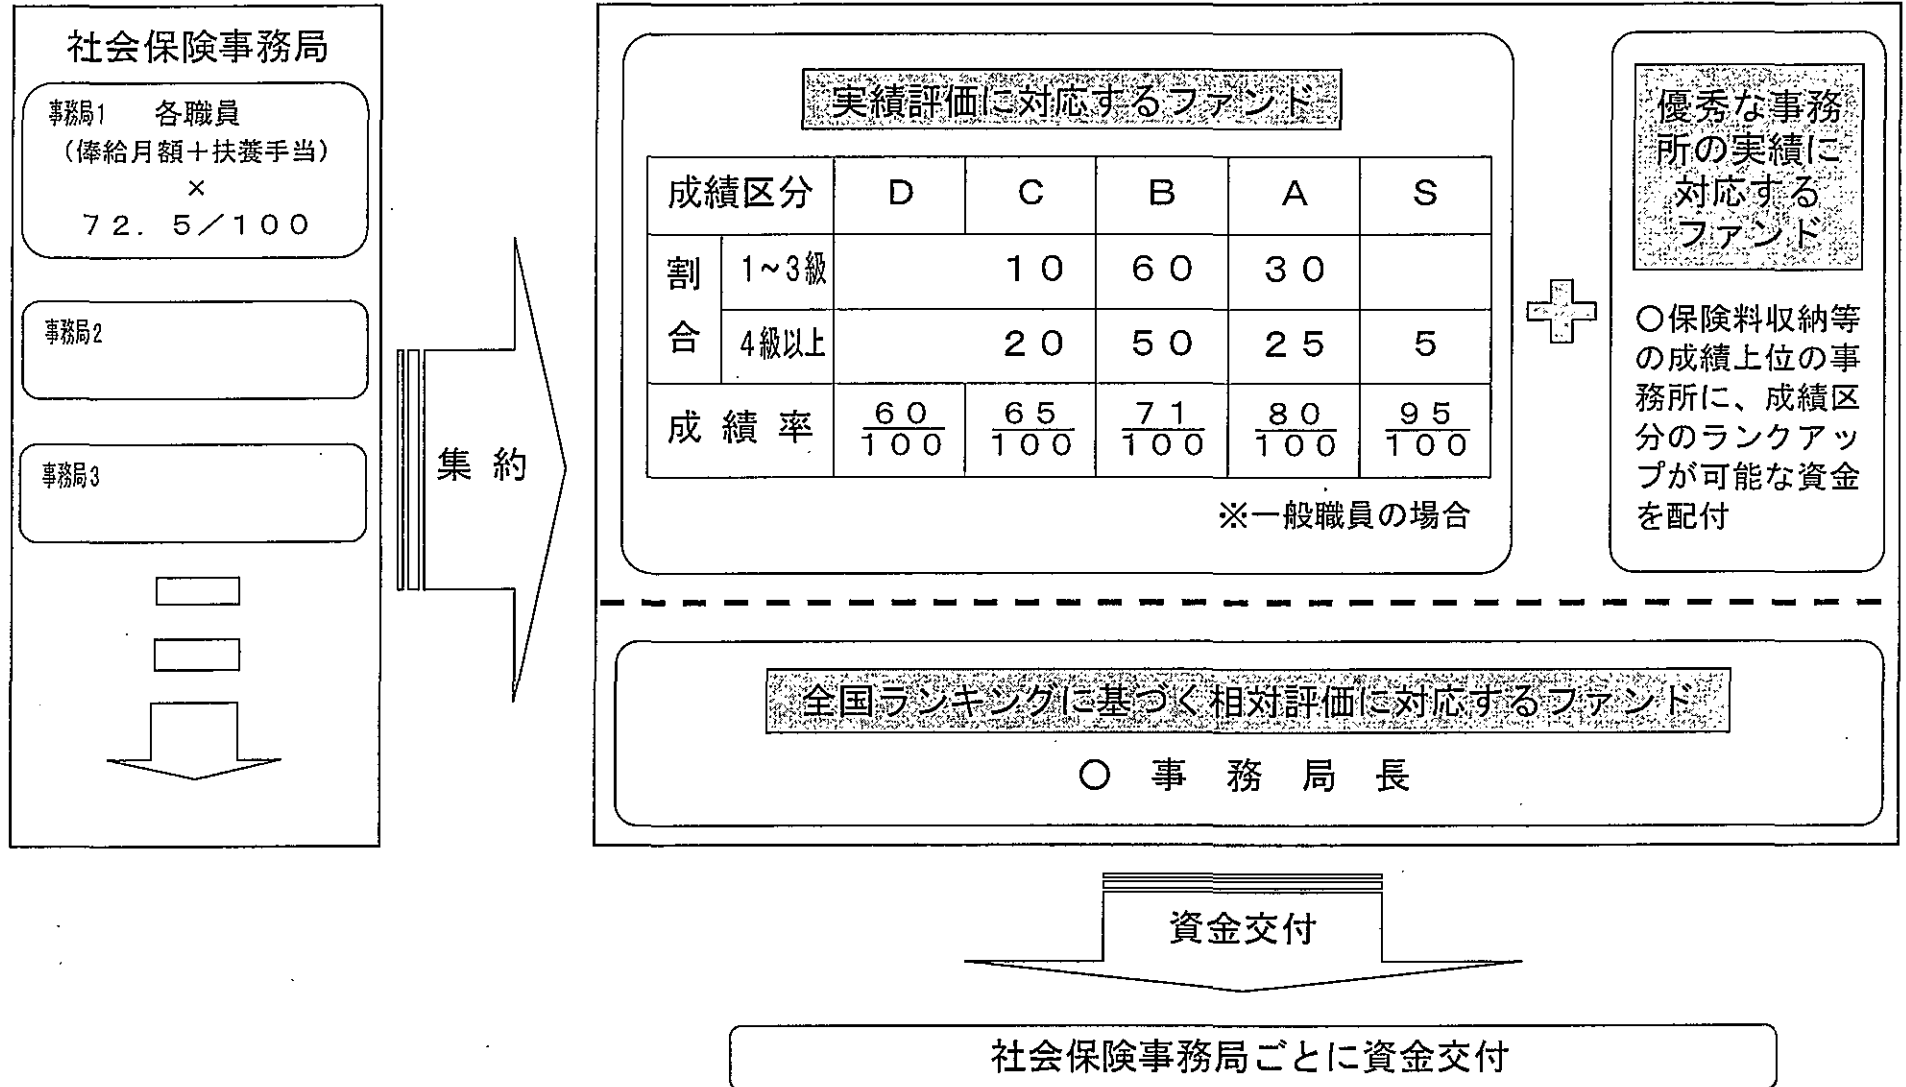 社会保険事務局
事務局1　各職員
（俸給月額＋扶養手当）
×
７２．５／１００
事務局2
事務局3
集約
実績評価に対応するファンド
成績区分 D C B A S
割合 1～3級 10 60 30
4級以上 20 50 25 5
成績率 60/100 65/100 71/100 80/100 95/100
※一般職員の場合
優秀な事務
所の実績に
対応する
ファンド
○保険料収納等
の成績上位の事
務所に、成績区
分のランクアッ
プが可能な資金
を配付
全国ランキングに基づく相対評価に対応するファンド
○　事　務　局　長
資金交付
社会保険事務局ごとに資金交付